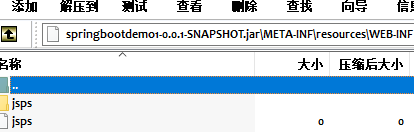 添加 解压到 测试 查看 删除 查找 向导
springbootdemo1-0.0.1-SNAPSHOT.jar\META-INF\resources\WEB-INF
名称 大小 压缩后大小
..
jsps
jsps 0 0